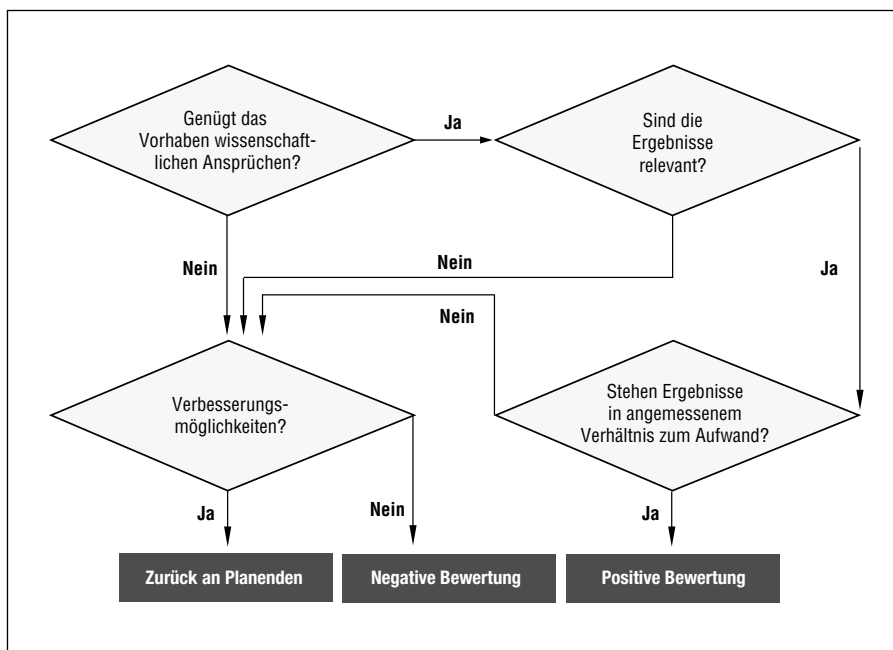 Genügt das
Vorhaben wissenschaft-
lichen Ansprüchen?
Ja
Sind die
Ergebnisse
relevant?
Nein
Nein
Ja
Nein
Verbesserungs-
möglichkeiten?
Stehen Ergebnisse
in angemessenem
Verhältnis zum Aufwand?
Ja
Nein
Ja
Zurück an Planenden
Negative Bewertung
Positive Bewertung